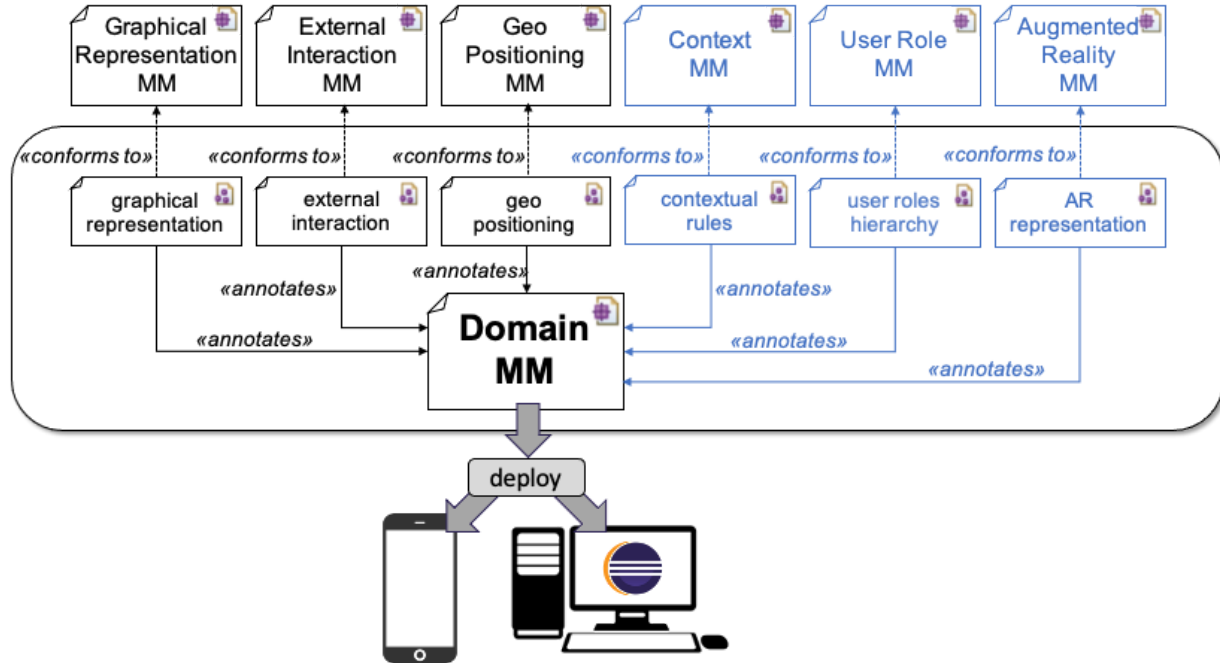 Graphical
Representation
MM
External
Interaction
MM
Geo
Positioning
MM
Context
MM
User Role
MM
Augmented
Reality
MM
«conforms to»
«conforms to»
«conforms to»
«conforms to»
«conforms to»
«conforms to»
graphical
representation
external
interaction
geo
positioning
contextual
rules
user roles
hierarchy
AR
representation
«annotates»
«annotates»
«annotates»
«annotates»
«annotates»
«annotates»
Domain
MM
deploy